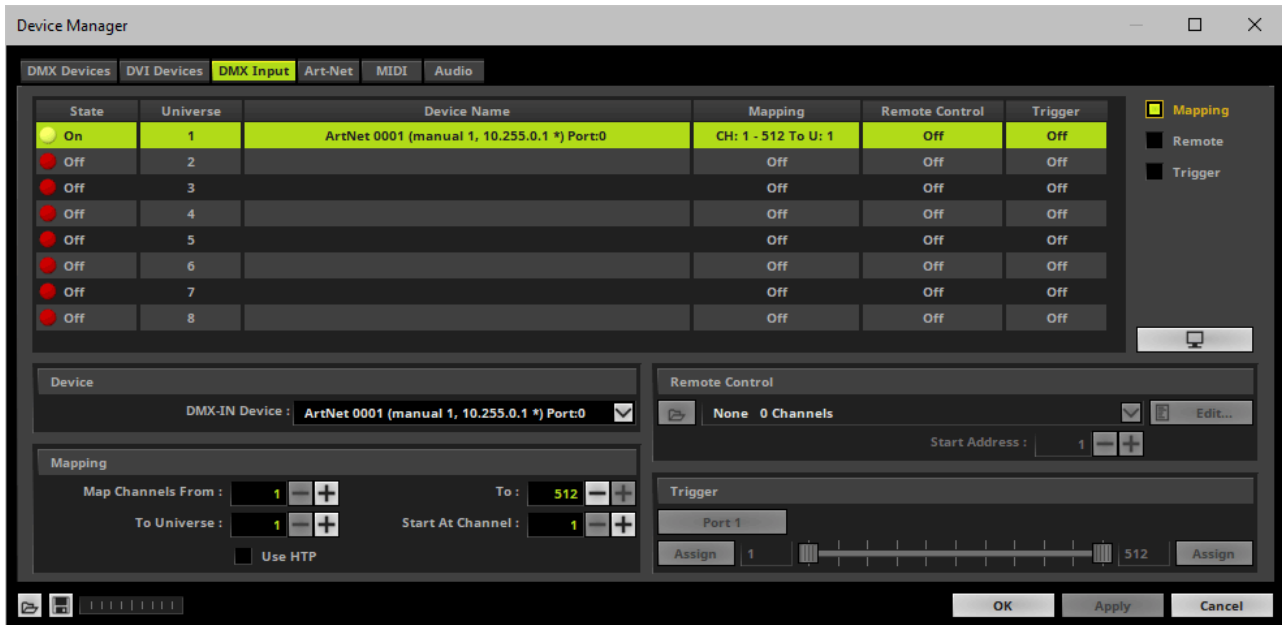 Device Manager
DMX Devices DVI Devices DMX Input Art-Net MIDI Audio
State Universe Device Name Mapping Remote Control Trigger
On 1 ArtNet 0001 (manual 1, 10.255.0.1 *) Port:0 CH: 1 - 512 To U: 1 Off Off
Off 2 Off Off Off
Off 3 Off Off Off
Off 4 Off Off Off
Off 5 Off Off Off
Off 6 Off Off Off
Off 7 Off Off Off
Off 8 Off Off Off
Mapping
Remote
Trigger
Device
DMX-IN Device : ArtNet 0001 (manual 1, 10.255.0.1 *) Port:0
Mapping
Map Channels From : 1 To : 512
To Universe : 1 Start At Channel : 1
Use HTP
Remote Control
None 0 Channels Edit...
Start Address : 1
Trigger
Port 1
Assign 1 512 Assign
OK Apply Cancel